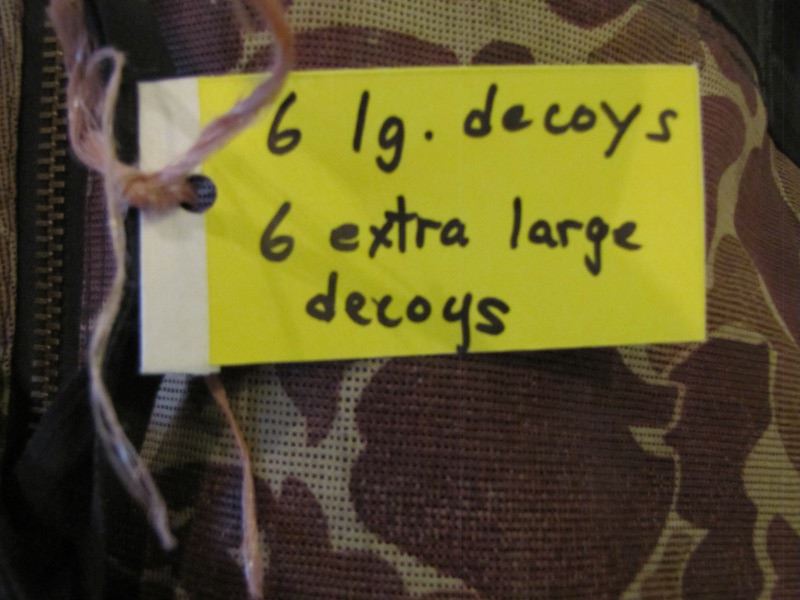 6 lg. decoys
6 extra large
decoys